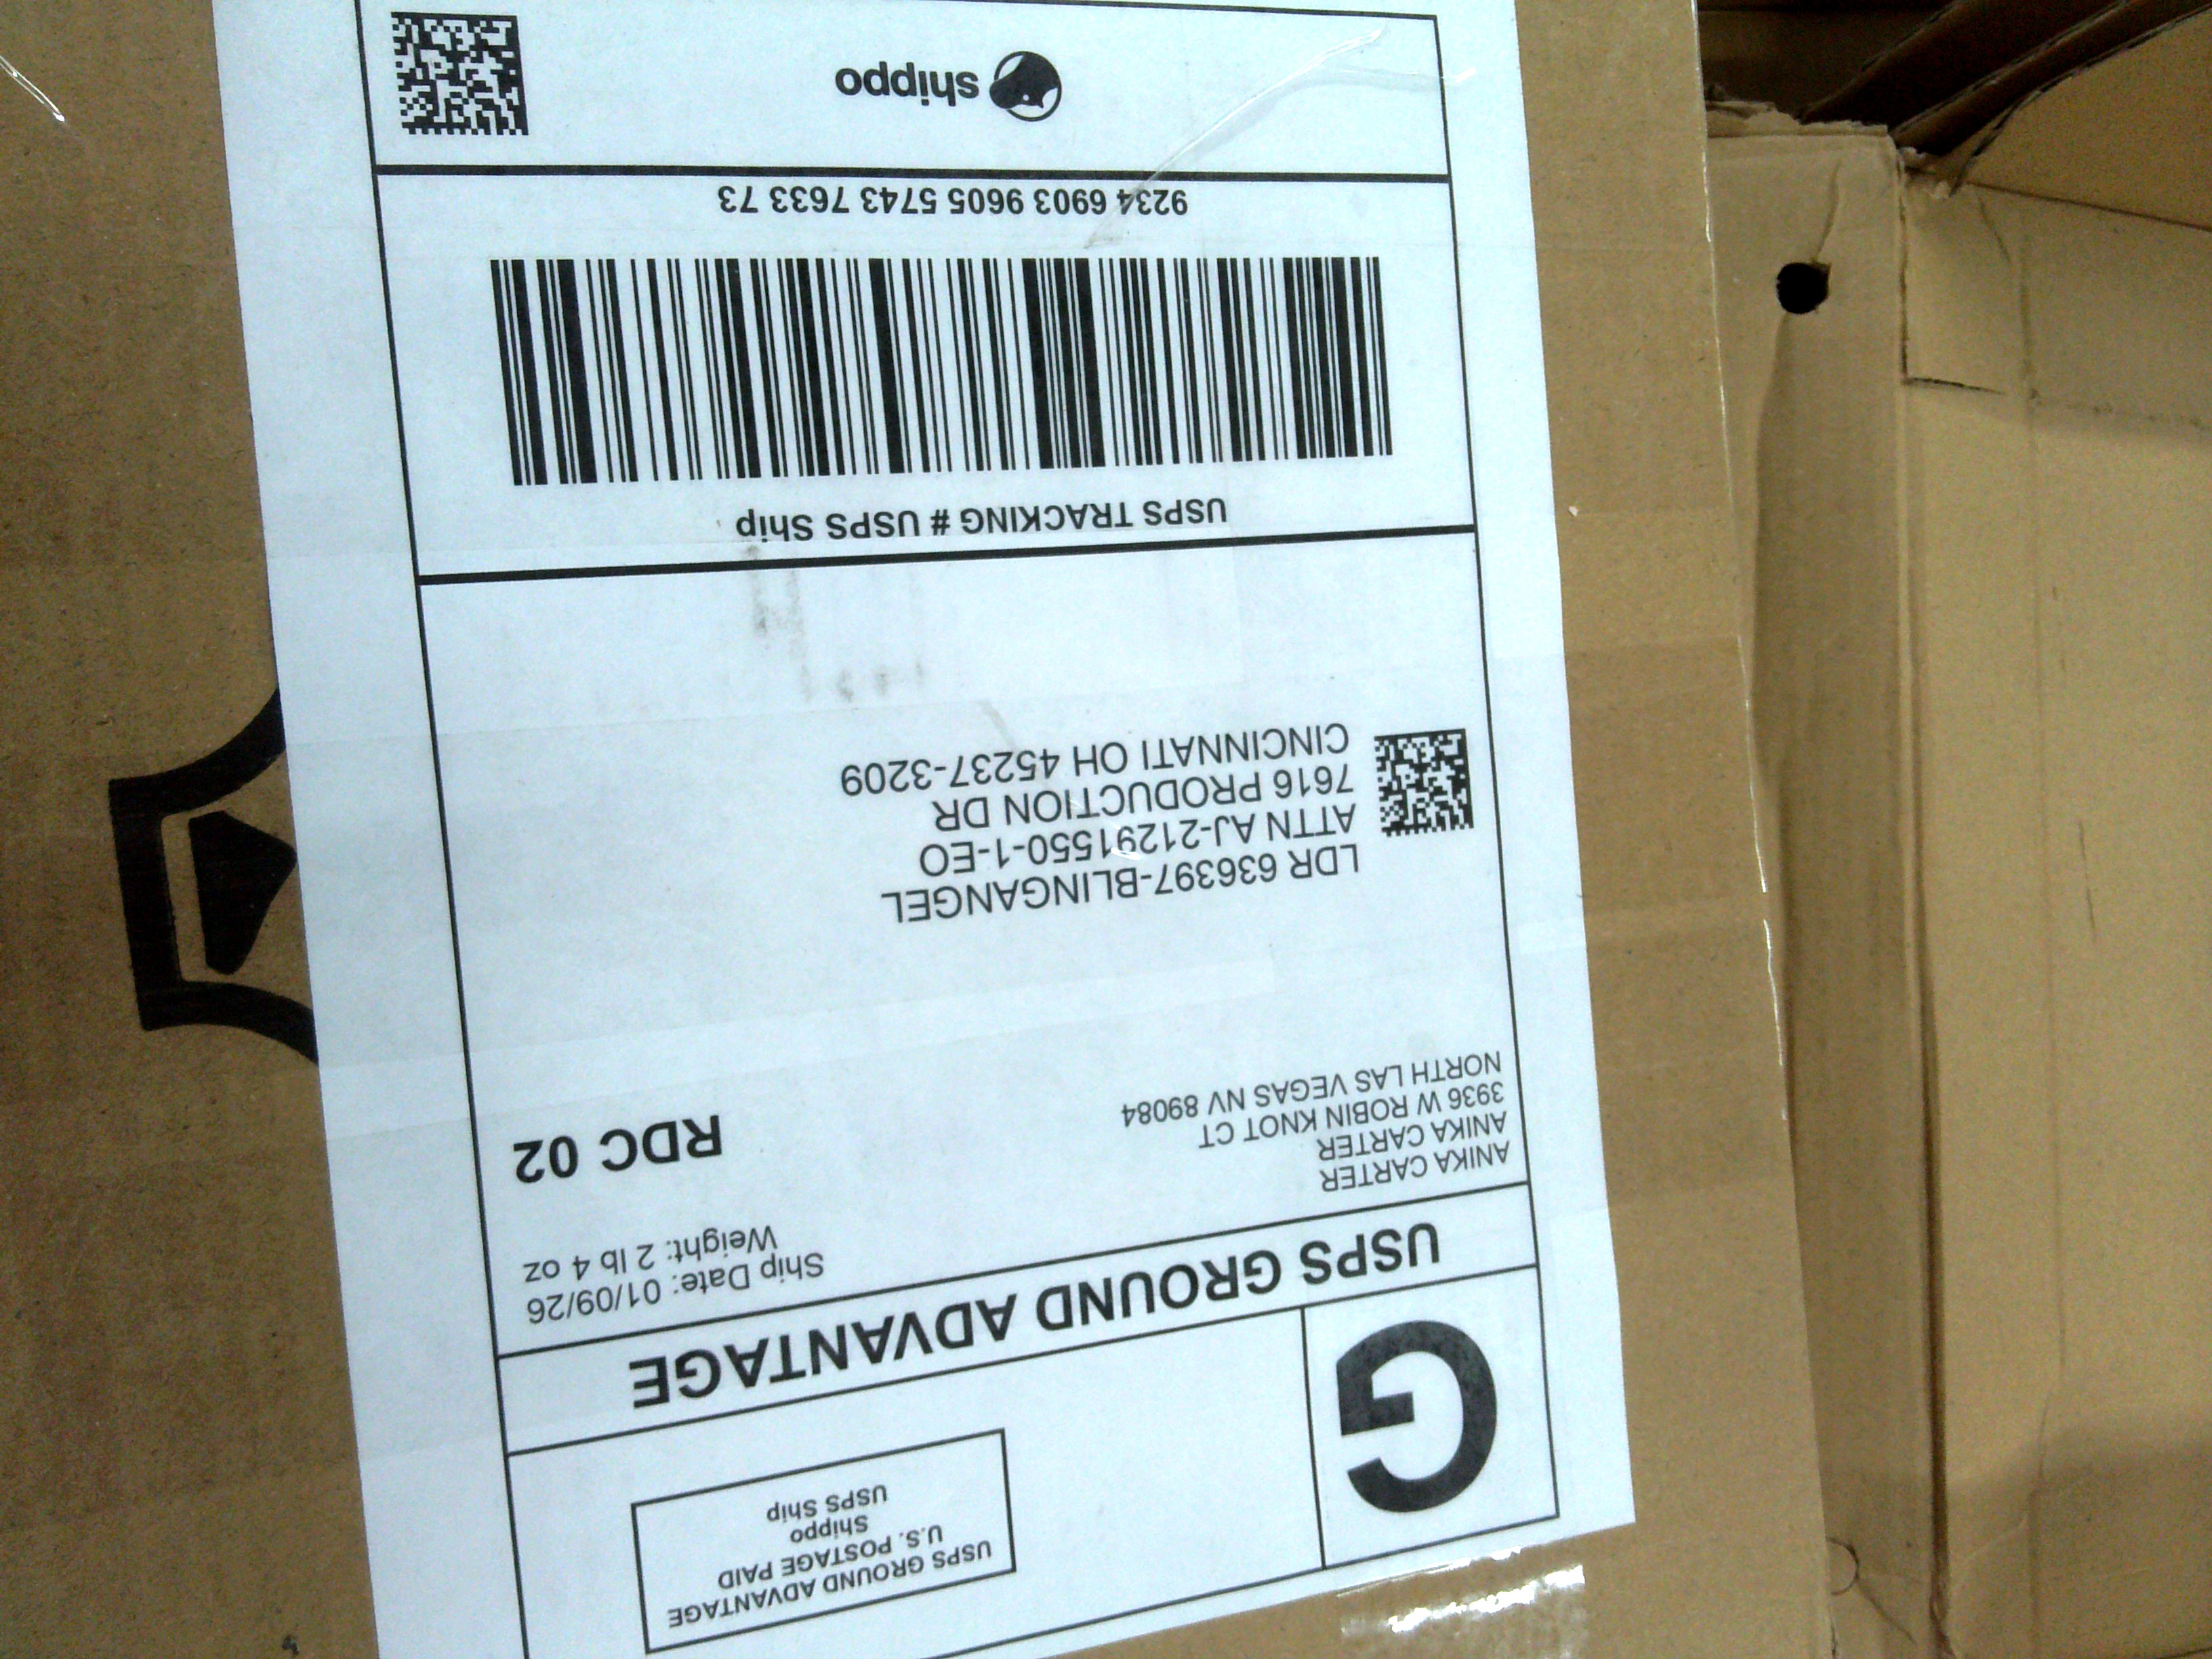 G
USPS GROUND ADVANTAGE
U.S. POSTAGE PAID
Shippo
USPS Ship
USPS GROUND ADVANTAGE
Ship Date: 01/09/26
Weight: 2 lb 4 oz
ANIKA CARTER
ANIKA CARTER
3936 W ROBIN KNOT CT
NORTH LAS VEGAS NV 89084
RDC 02
LDR 636397-BLINGANGEL
ATTN AJ-21291550-1-EO
7616 PRODUCTION DR
CINCINNATI OH 45237-3209
USPS TRACKING # USPS Ship
9234 6903 9605 5743 7633 73
shippo